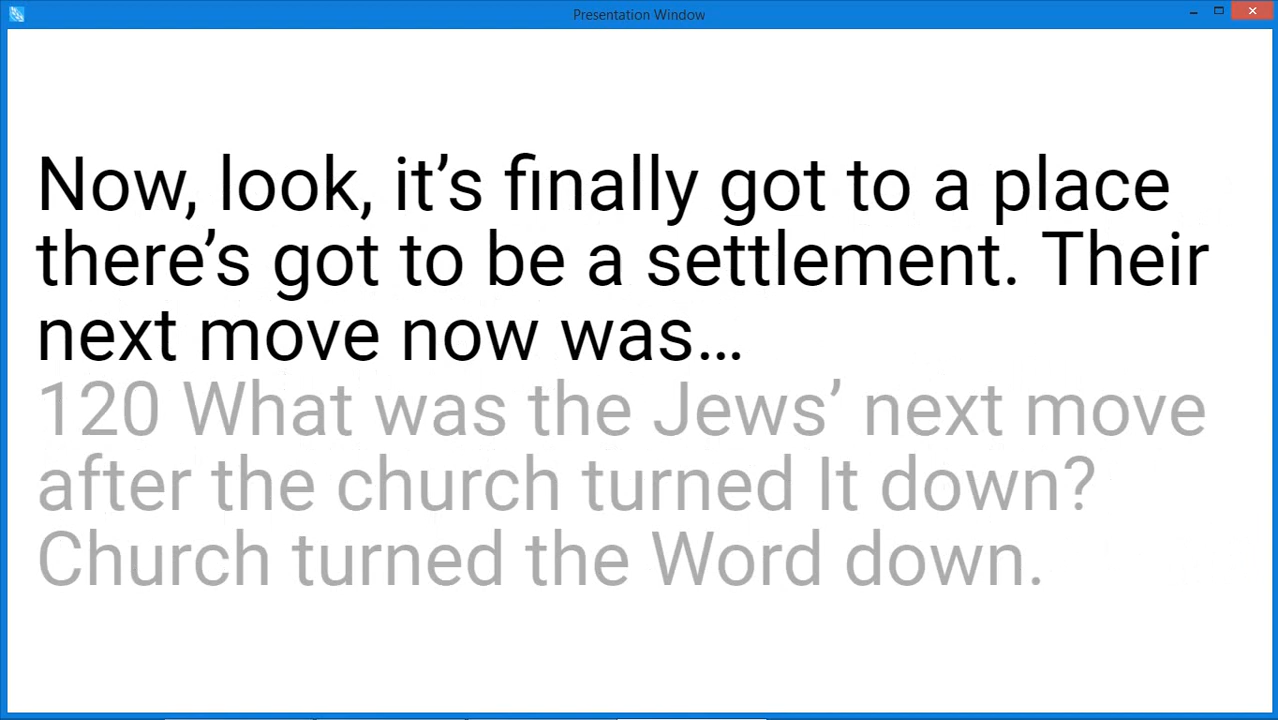 Presentation Window
Now, look, it’s finally got to a place
there’s got to be a settlement. Their
next move now was…
120 What was the Jews’ next move
after the church turned It down?
Church turned the Word down.